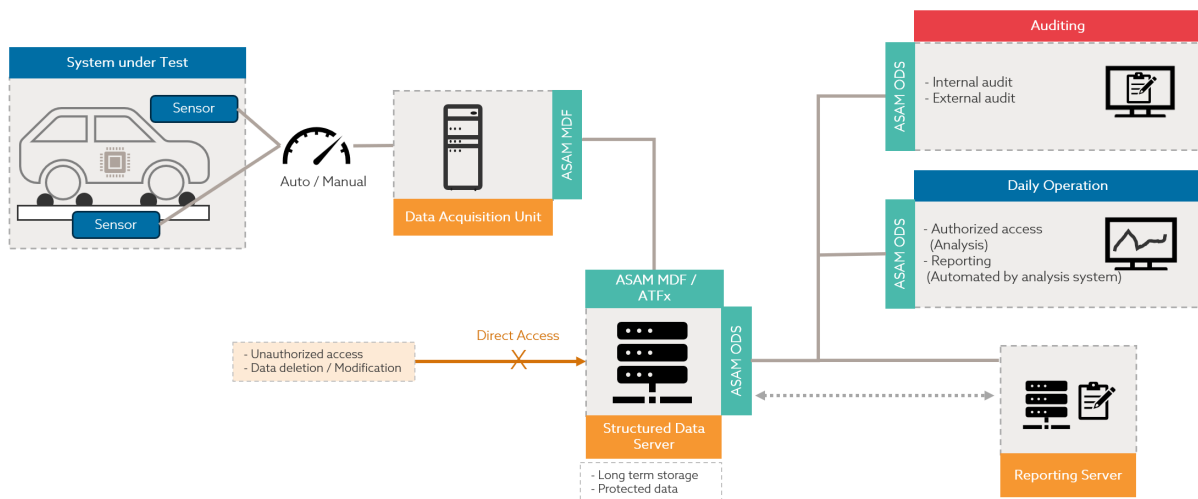 System under Test
Sensor
Sensor
Auto / Manual
ASAM MDF
Data Acquisition Unit
ASAM ODS
Auditing
- Internal audit
- External audit
ASAM ODS
Daily Operation
- Authorized access
(Analysis)
- Reporting
(Automated by analysis system)
- Unauthorized access
- Data deletion / Modification
Direct Access
ASAM MDF /
ATFx
ASAM ODS
Structured Data
Server
- Long term storage
- Protected data
Reporting Server